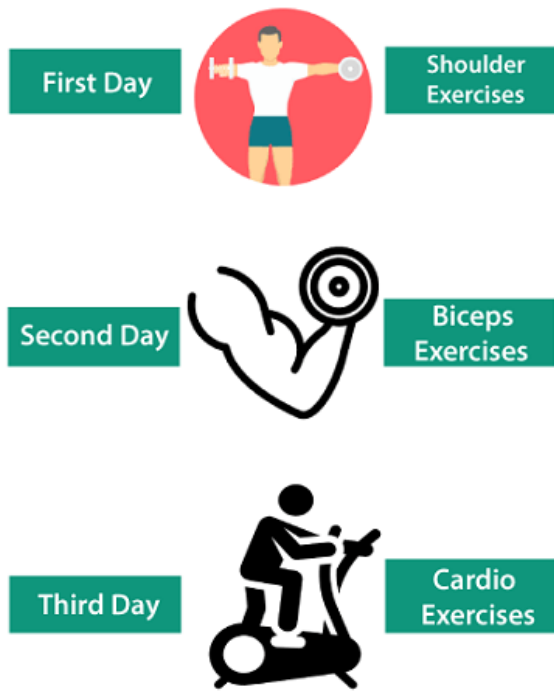 First Day
Shoulder
Exercises
Second Day
Biceps
Exercises
Third Day
Cardio
Exercises